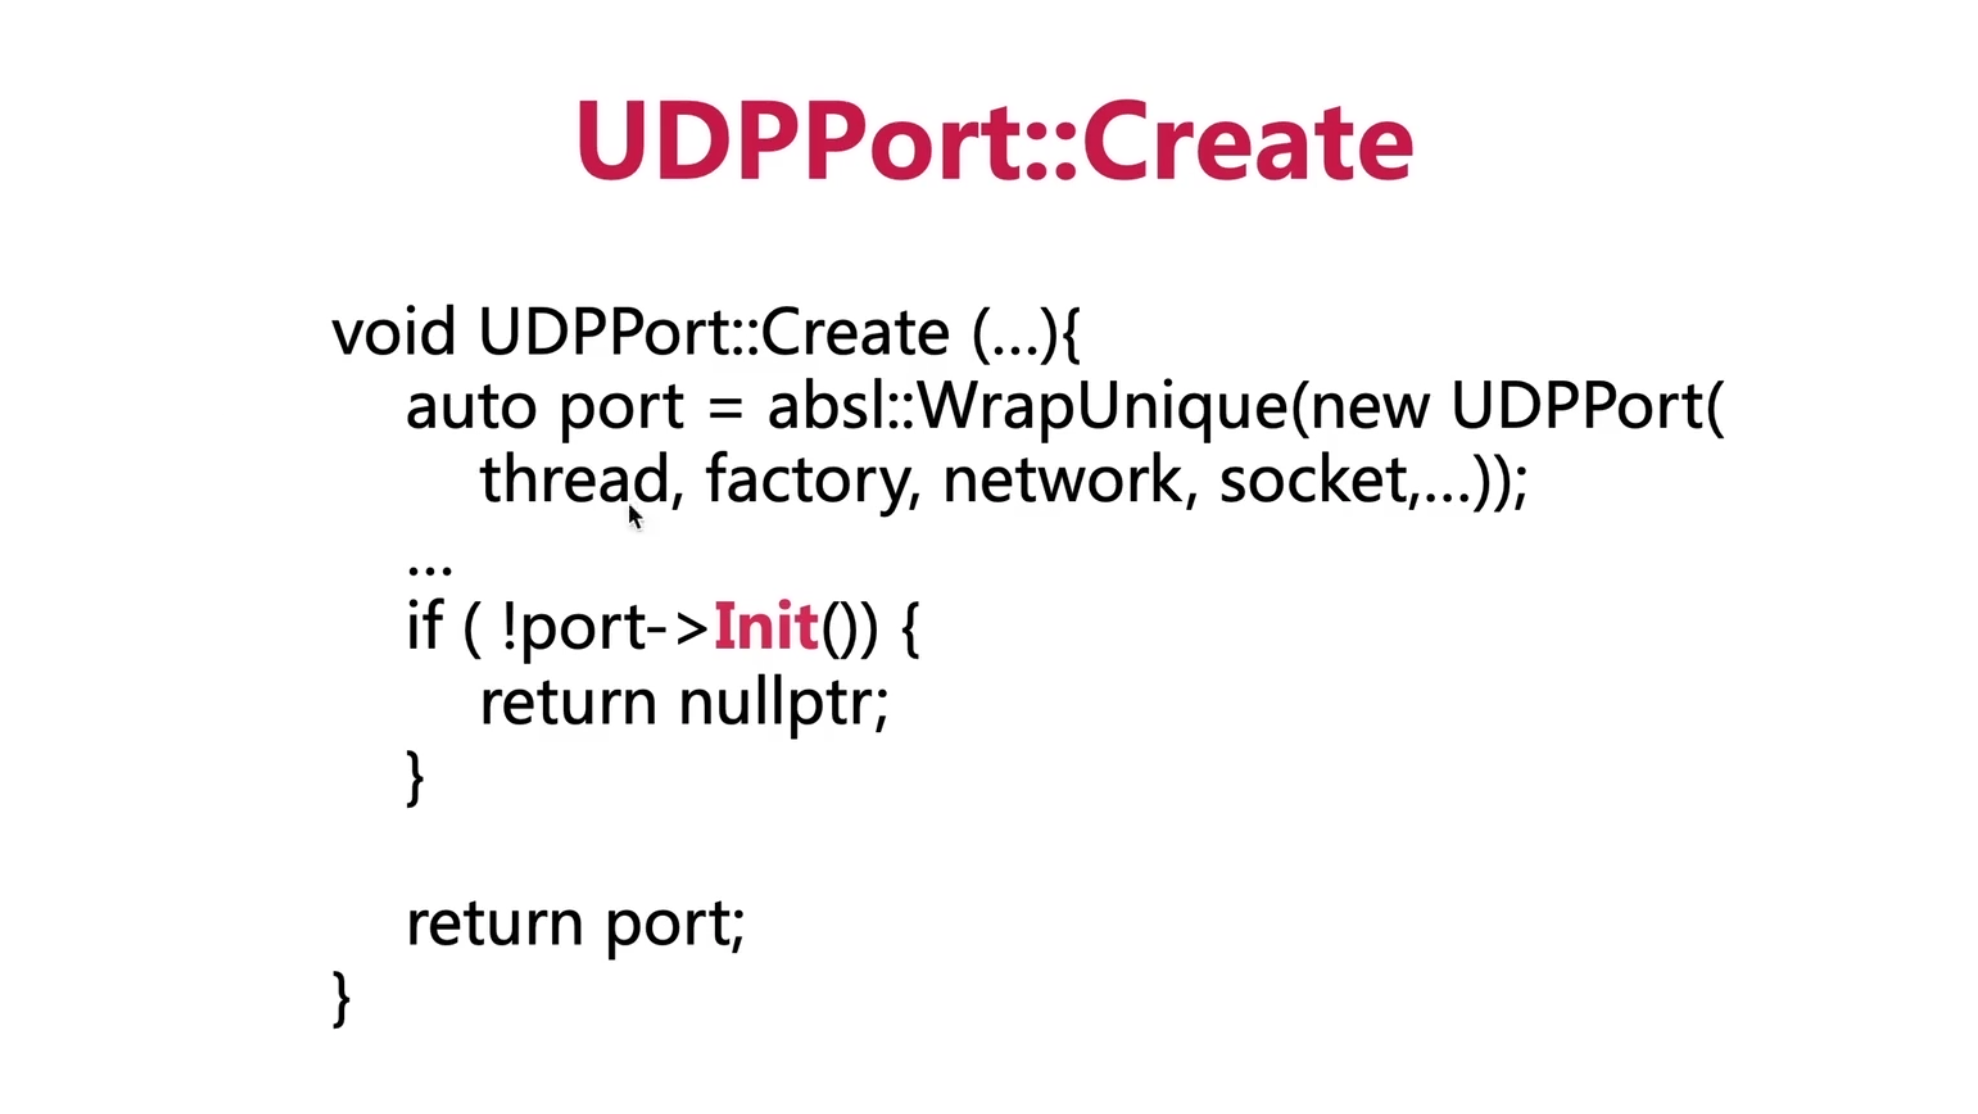 UDPPort::Create
void UDPPort::Create (...){
auto port = absl::WrapUnique(new UDPPort(
thread, factory, network, socket,...));
...
if ( !port->Init()) {
return nullptr;
}
return port;
}